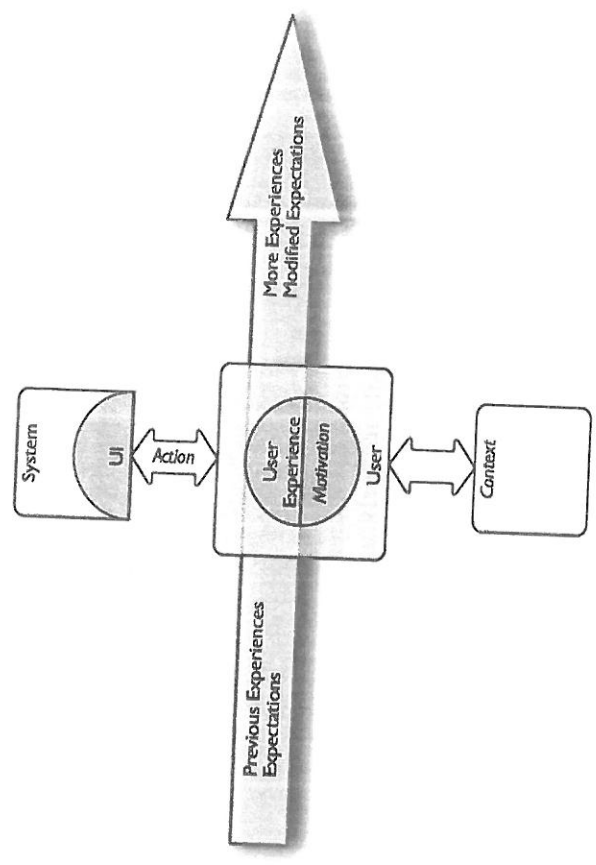 System
UI
Action
Previous Experiences
Expectations
User
Experience
Motivation
User
More Experiences
Modified Expectations
Context